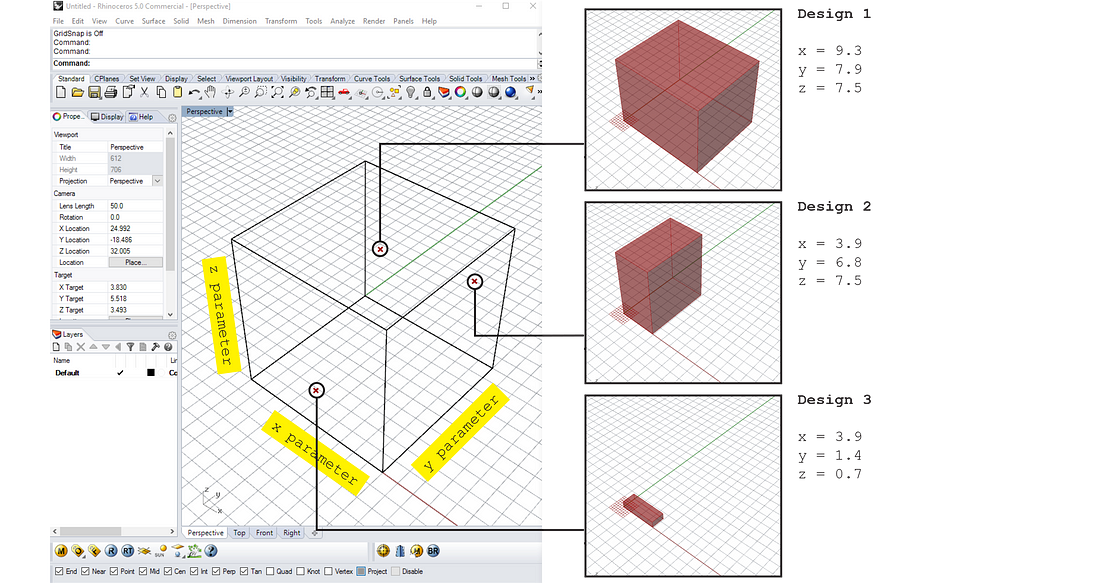 Untitled - Rhinoceros 5.0 Commercial - [Perspective]
File Edit View Curve Surface Solid Mesh Dimension Transform Tools Analyze Render Panels Help
GridSnap is Off
Command:
Command:
Command:
Standard CPlanes Set View Display Select Viewport Layout Visibility Transform Curve Tools Surface Tools Solid Tools Mesh Tools »
Prope... Display Help
Perspective
Viewport
Title Perspective
Width 612
Height 706
Projection Perspective
Camera
Lens Length 50.0
Rotation 0.0
X Location 24.992
Y Location -18.486
Z Location 32.005
Location Place...
Target
X Target 3.830
Y Target 5.518
Z Target 3.493
Layers
Name Lir
Default Co
z parameter
x parameter
y parameter
z
y
x
Perspective Top Front Right
M R RT SUN M BR
End Near Point Mid Cen Int Perp Tan Quad Knot Vertex Project Disable
Design 1
x = 9.3
y = 7.9
z = 7.5
Design 2
x = 3.9
y = 6.8
z = 7.5
Design 3
x = 3.9
y = 1.4
z = 0.7